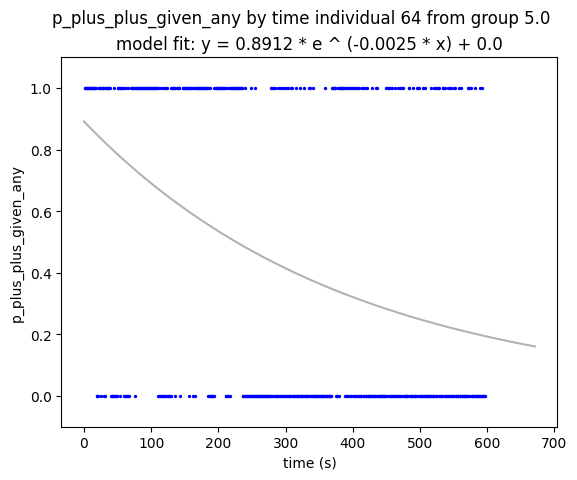 p_plus_plus_given_any by time individual 64 from group 5.0
model fit: y = 0.8912 * e ^ (-0.0025 * x) + 0.0
1.0
0.8
0.6
0.4
0.2
0.0
p_plus_plus_given_any
0 100 200 300 400 500 600 700
time (s)